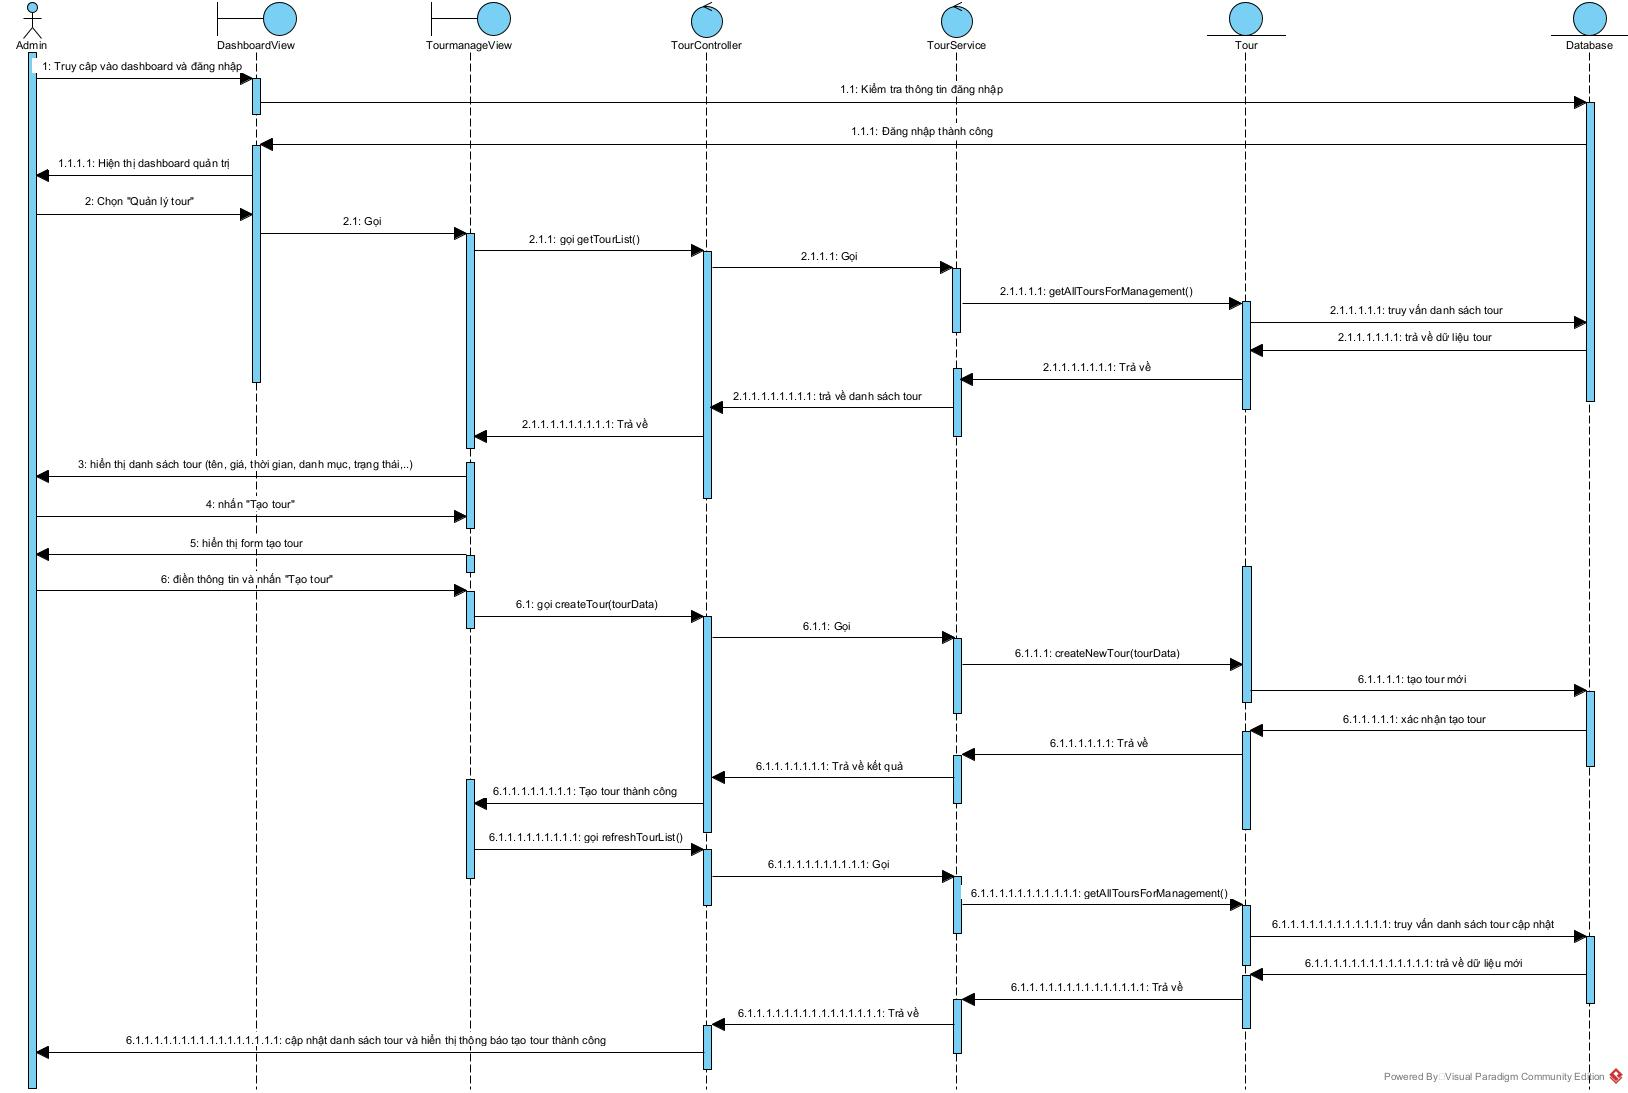 Admin
DashboardView
TourmanageView
TourController
TourService
Tour
Database
1: Truy câp vào dashboard và đăng nhập
1.1: Kiểm tra thông tin đăng nhập
1.1.1: Đăng nhập thành công
1.1.1.1: Hiện thị dashboard quản trị
2: Chọn "Quản lý tour"
2.1: Gọi
2.1.1: gọi getTourList()
2.1.1.1: Gọi
2.1.1.1.1: getAllToursForManagement()
2.1.1.1.1.1: truy vấn danh sách tour
2.1.1.1.1.1.1: trả về dữ liệu tour
2.1.1.1.1.1.1.1: Trả về
2.1.1.1.1.1.1.1.1: trả về danh sách tour
2.1.1.1.1.1.1.1.1.1: Trả về
3: hiển thị danh sách tour (tên, giá, thời gian, danh mục, trạng thái,..)
4: nhấn "Tạo tour"
5: hiển thị form tạo tour
6: điền thông tin và nhấn "Tạo tour"
6.1: gọi createTour(tourData)
6.1.1: Gọi
6.1.1.1: createNewTour(tourData)
6.1.1.1.1: tạo tour mới
6.1.1.1.1.1: xác nhận tạo tour
6.1.1.1.1.1.1: Trả về
6.1.1.1.1.1.1.1: Trả về kết quả
6.1.1.1.1.1.1.1.1: Tạo tour thành công
6.1.1.1.1.1.1.1.1.1: gọi refreshTourList()
6.1.1.1.1.1.1.1.1.1.1: Gọi
6.1.1.1.1.1.1.1.1.1.1.1: getAllToursForManagement()
6.1.1.1.1.1.1.1.1.1.1.1.1: truy vấn danh sách tour cập nhật
6.1.1.1.1.1.1.1.1.1.1.1.1.1: trả về dữ liệu mới
6.1.1.1.1.1.1.1.1.1.1.1.1.1.1: Trả về
6.1.1.1.1.1.1.1.1.1.1.1.1.1.1.1: Trả về
6.1.1.1.1.1.1.1.1.1.1.1.1.1.1.1.1: cập nhật danh sách tour và hiển thị thông báo tạo tour thành công
Powered By Visual Paradigm Community Edition